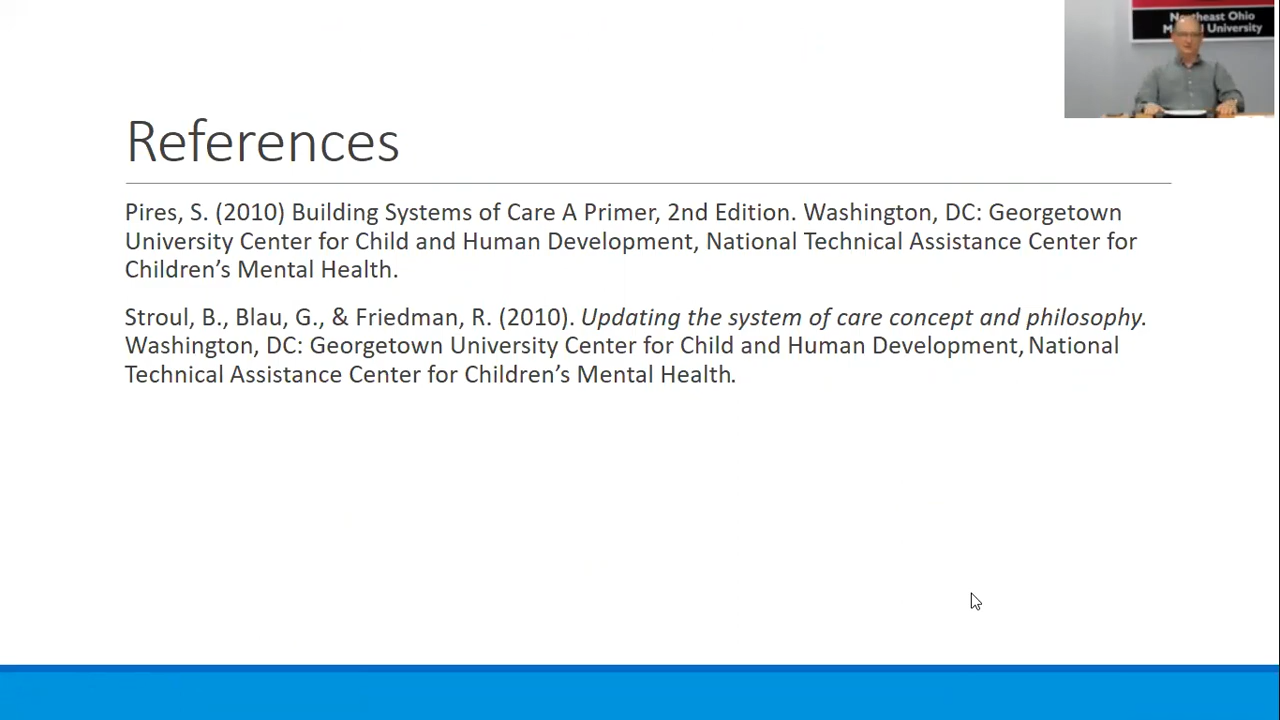 Northeast Ohio
University
References
Pires, S. (2010) Building Systems of Care A Primer, 2nd Edition. Washington, DC: Georgetown
University Center for Child and Human Development, National Technical Assistance Center for
Children’s Mental Health.
Stroul, B., Blau, G., & Friedman, R. (2010). Updating the system of care concept and philosophy.
Washington, DC: Georgetown University Center for Child and Human Development, National
Technical Assistance Center for Children’s Mental Health.